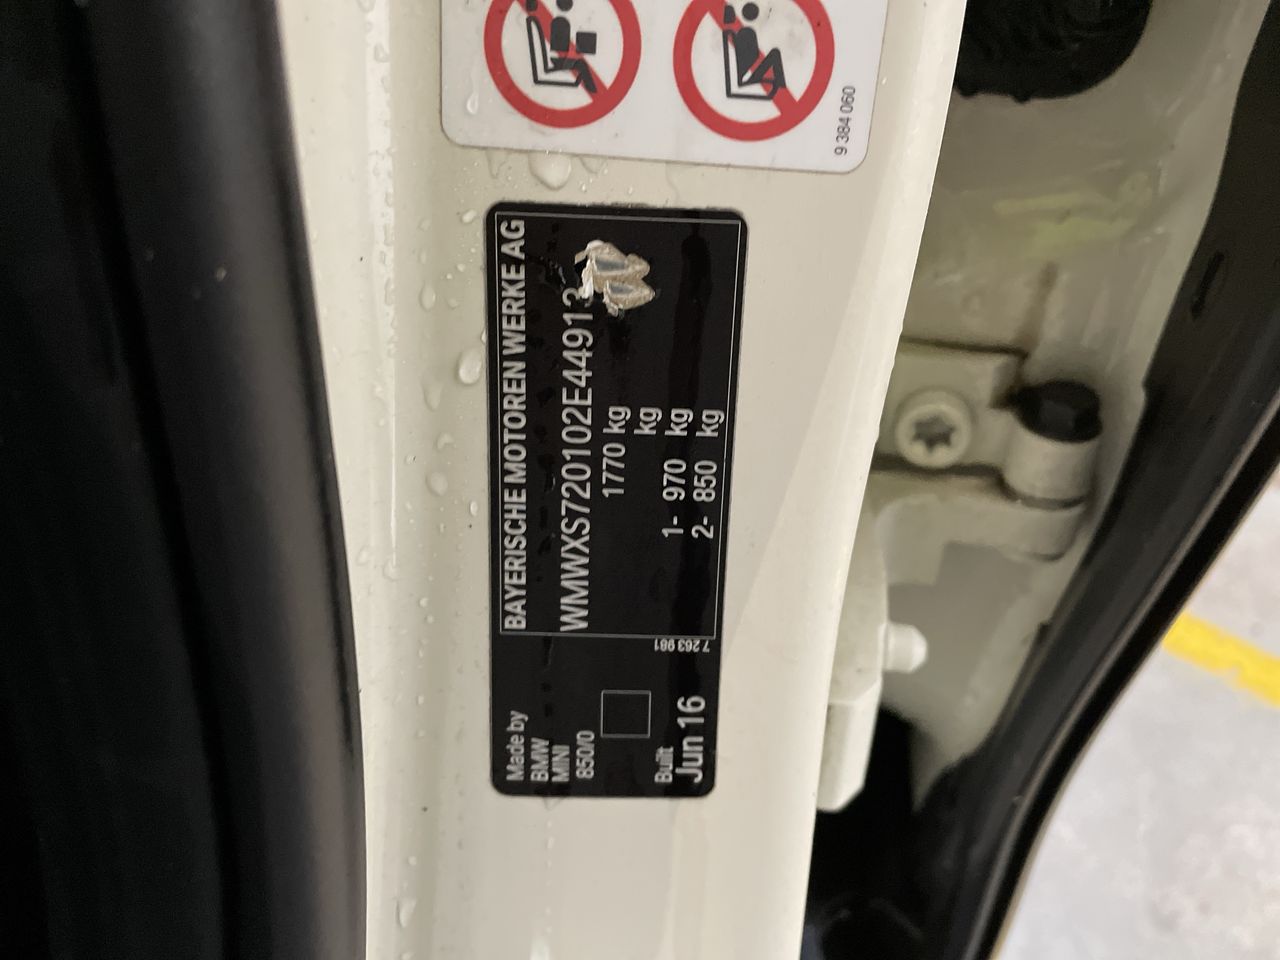 9 384 060
BAYERISCHE MOTOREN WERKE AG
WMWXS720102E44913
1770 kg
kg
1- 970 kg
2- 850 kg
7 263 981
Made by
BMW
MINI
850/0
Built
Jun 16